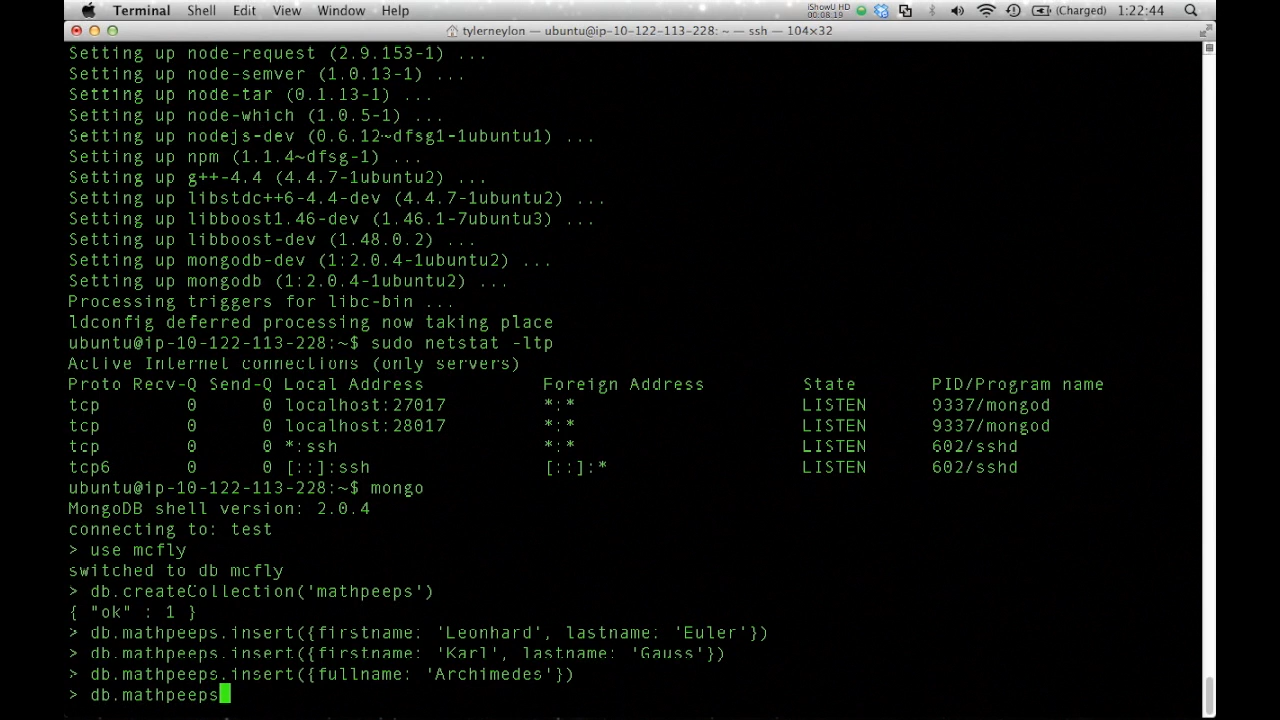 Terminal Shell Edit View Window Help iShowU HD 00:08:19 (Charged) 1:22:44
tylerneylon — ubuntu@ip-10-122-113-228: ~ — ssh — 104×32
Setting up node-request (2.9.153-1) ...
Setting up node-semver (1.0.13-1) ...
Setting up node-tar (0.1.13-1) ...
Setting up node-which (1.0.5-1) ...
Setting up nodejs-dev (0.6.12~dfsg1-1ubuntu1) ...
Setting up npm (1.1.4~dfsg-1) ...
Setting up g++-4.4 (4.4.7-1ubuntu2) ...
Setting up libstdc++6-4.4-dev (4.4.7-1ubuntu2) ...
Setting up libboost1.46-dev (1.46.1-7ubuntu3) ...
Setting up libboost-dev (1.48.0.2) ...
Setting up mongodb-dev (1:2.0.4-1ubuntu2) ...
Setting up mongodb (1:2.0.4-1ubuntu2) ...
Processing triggers for libc-bin ...
ldconfig deferred processing now taking place
ubuntu@ip-10-122-113-228:~$ sudo netstat -ltp
Active Internet connections (only servers)
Proto Recv-Q Send-Q Local Address Foreign Address State PID/Program name
tcp 0 0 localhost:27017 *:* LISTEN 9337/mongod
tcp 0 0 localhost:28017 *:* LISTEN 9337/mongod
tcp 0 0 *:ssh *:* LISTEN 602/sshd
tcp6 0 0 [::]:ssh [::]:* LISTEN 602/sshd
ubuntu@ip-10-122-113-228:~$ mongo
MongoDB shell version: 2.0.4
connecting to: test
> use mcfly
switched to db mcfly
> db.createCollection('mathpeeps')
{ "ok" : 1 }
> db.mathpeeps.insert({firstname: 'Leonhard', lastname: 'Euler'})
> db.mathpeeps.insert({firstname: 'Karl', lastname: 'Gauss'})
> db.mathpeeps.insert({fullname: 'Archimedes'})
> db.mathpeeps